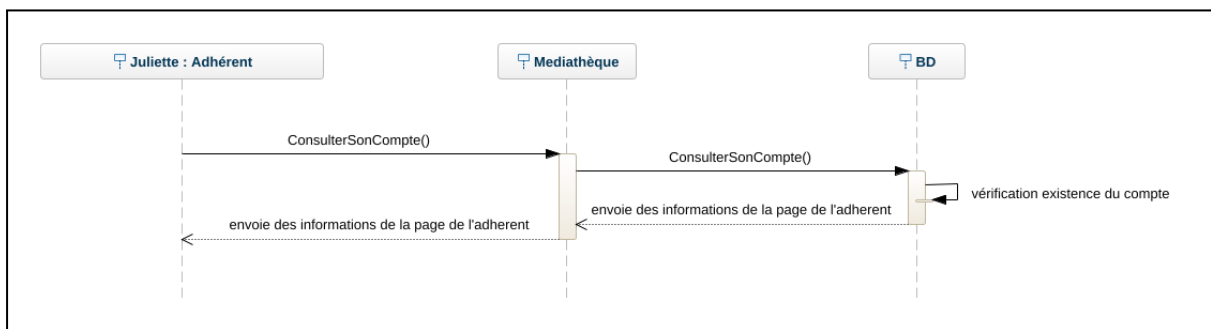 Juliette : Adhérent
Mediathèque
BD
ConsulterSonCompte()
ConsulterSonCompte()
vérification existence du compte
envoie des informations de la page de l'adherent
envoie des informations de la page de l'adherent